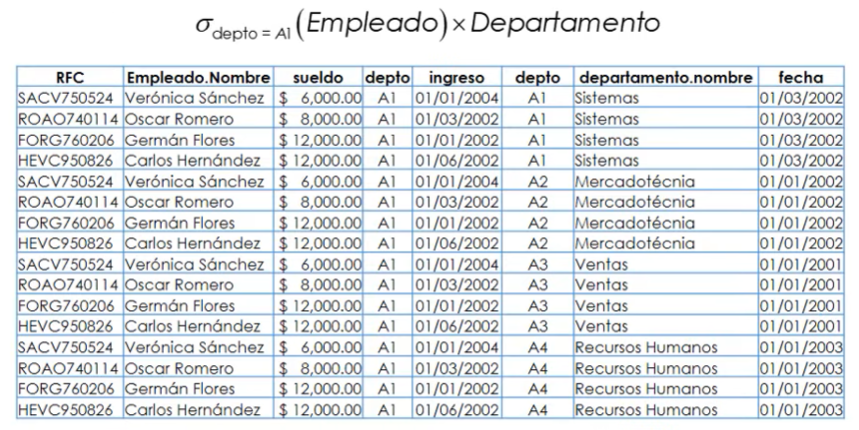 σ depto = A1 (Empleado) × Departamento
RFC Empleado.Nombre sueldo depto ingreso depto departamento.nombre fecha
SACV750524 Verónica Sánchez $ 6,000.00 A1 01/01/2004 A1 Sistemas 01/03/2002
ROAO740114 Oscar Romero $ 8,000.00 A1 01/03/2002 A1 Sistemas 01/03/2002
FORG760206 Germán Flores $ 12,000.00 A1 01/01/2002 A1 Sistemas 01/03/2002
HEVC950826 Carlos Hernández $ 12,000.00 A1 01/06/2002 A1 Sistemas 01/03/2002
SACV750524 Verónica Sánchez $ 6,000.00 A1 01/01/2004 A2 Mercadotécnia 01/01/2002
ROAO740114 Oscar Romero $ 8,000.00 A1 01/03/2002 A2 Mercadotécnia 01/01/2002
FORG760206 Germán Flores $ 12,000.00 A1 01/01/2002 A2 Mercadotécnia 01/01/2002
HEVC950826 Carlos Hernández $ 12,000.00 A1 01/06/2002 A2 Mercadotécnia 01/01/2002
SACV750524 Verónica Sánchez $ 6,000.00 A1 01/01/2004 A3 Ventas 01/01/2001
ROAO740114 Oscar Romero $ 8,000.00 A1 01/03/2002 A3 Ventas 01/01/2001
FORG760206 Germán Flores $ 12,000.00 A1 01/01/2002 A3 Ventas 01/01/2001
HEVC950826 Carlos Hernández $ 12,000.00 A1 01/06/2002 A3 Ventas 01/01/2001
SACV750524 Verónica Sánchez $ 6,000.00 A1 01/01/2004 A4 Recursos Humanos 01/01/2003
ROAO740114 Oscar Romero $ 8,000.00 A1 01/03/2002 A4 Recursos Humanos 01/01/2003
FORG760206 Germán Flores $ 12,000.00 A1 01/01/2002 A4 Recursos Humanos 01/01/2003
HEVC950826 Carlos Hernández $ 12,000.00 A1 01/06/2002 A4 Recursos Humanos 01/01/2003